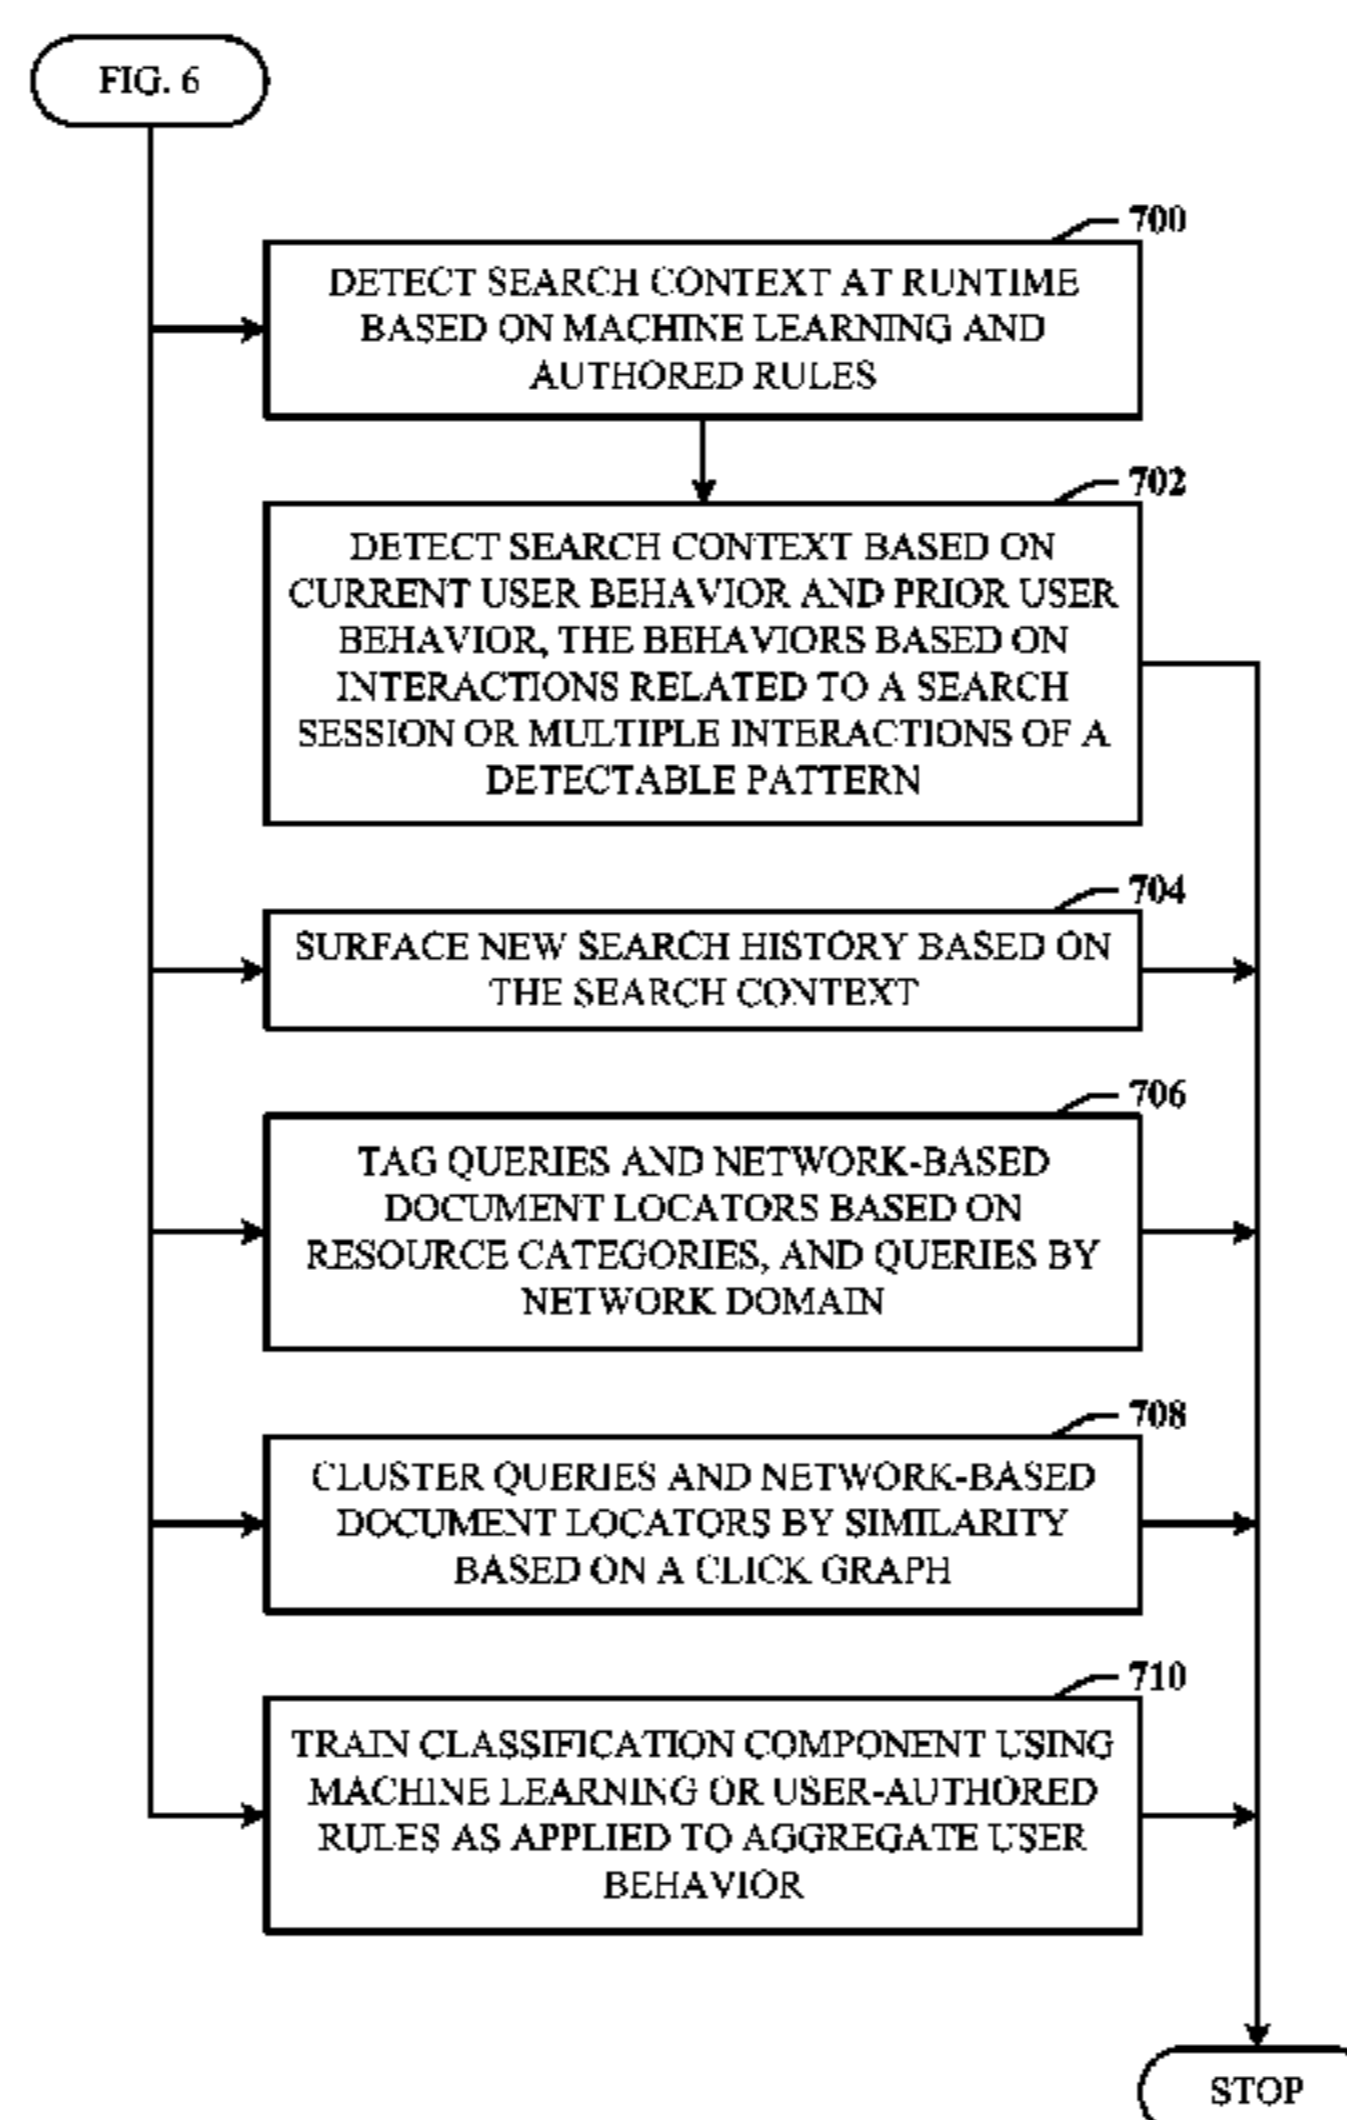 FIG. 6
700
DETECT SEARCH CONTEXT AT RUNTIME
BASED ON MACHINE LEARNING AND
AUTHORED RULES
702
DETECT SEARCH CONTEXT BASED ON
CURRENT USER BEHAVIOR AND PRIOR USER
BEHAVIOR, THE BEHAVIORS BASED ON
INTERACTIONS RELATED TO A SEARCH
SESSION OR MULTIPLE INTERACTIONS OF A
DETECTABLE PATTERN
704
SURFACE NEW SEARCH HISTORY BASED ON
THE SEARCH CONTEXT
706
TAG QUERIES AND NETWORK-BASED
DOCUMENT LOCATORS BASED ON
RESOURCE CATEGORIES, AND QUERIES BY
NETWORK DOMAIN
708
CLUSTER QUERIES AND NETWORK-BASED
DOCUMENT LOCATORS BY SIMILARITY
BASED ON A CLICK GRAPH
710
TRAIN CLASSIFICATION COMPONENT USING
MACHINE LEARNING OR USER-AUTHORED
RULES AS APPLIED TO AGGREGATE USER
BEHAVIOR
STOP